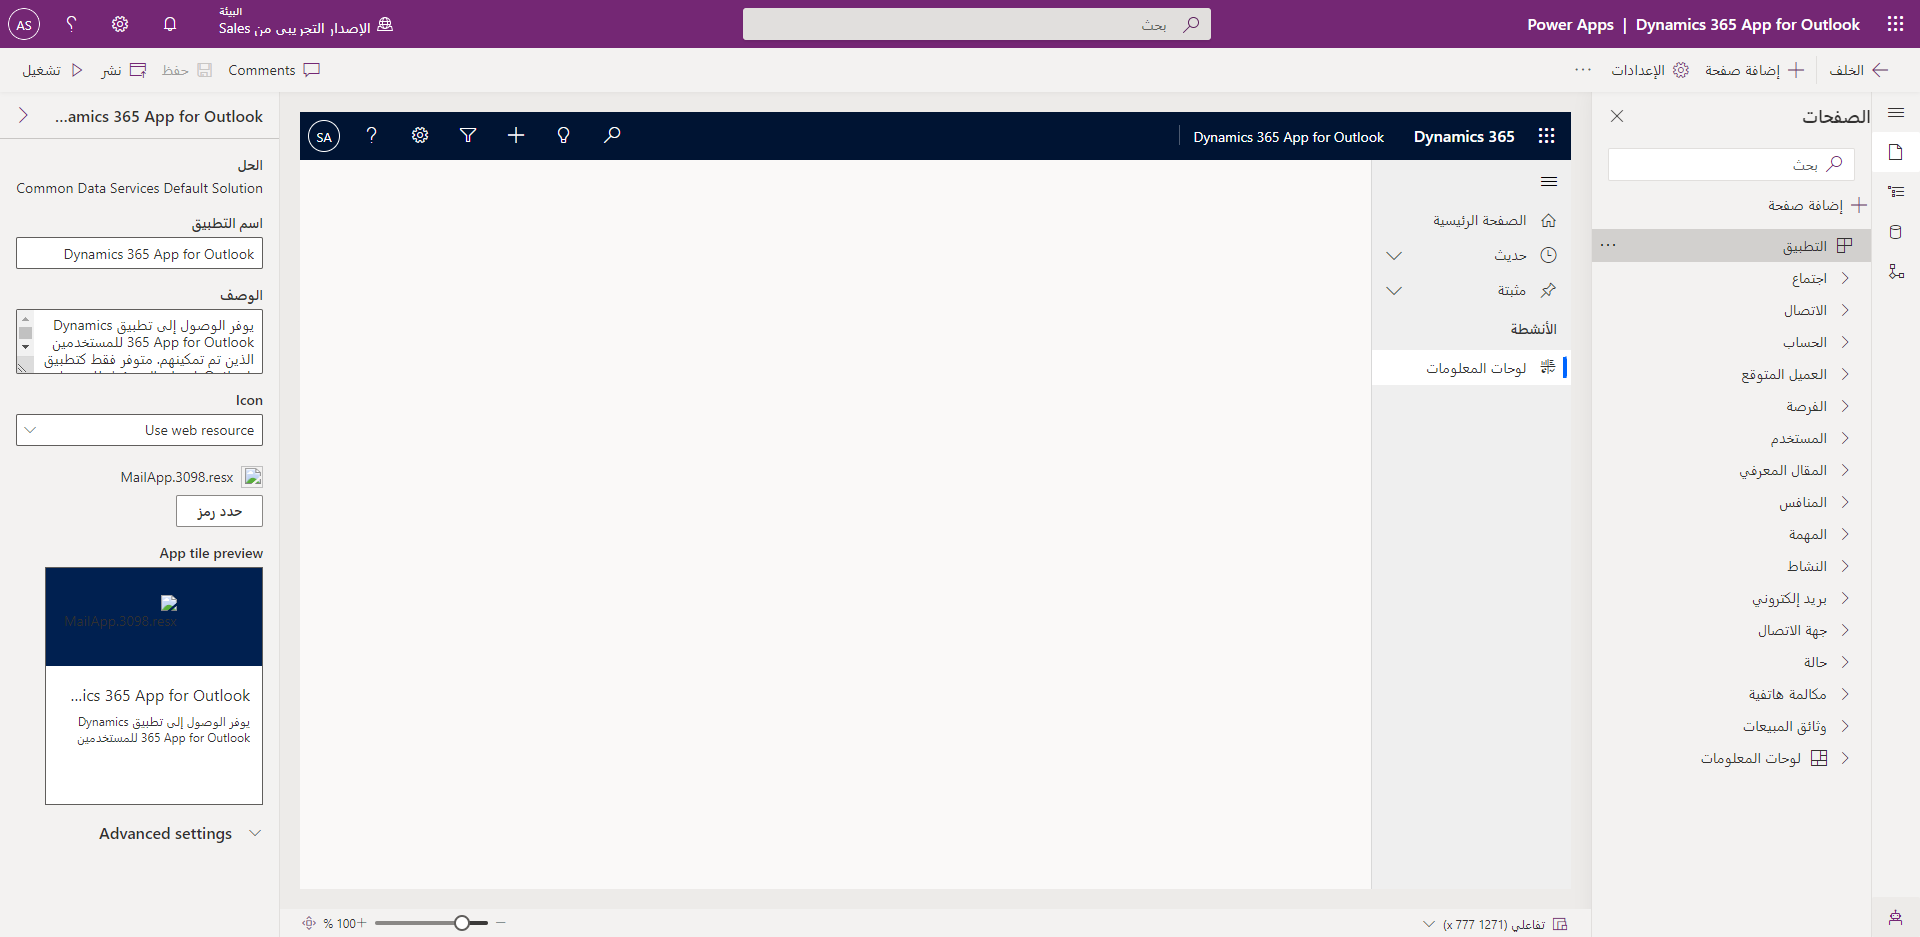 Power Apps | Dynamics 365 App for Outlook
بحث
البيئة
الإصدار التجريبي من Sales
AS
الخلف
إضافة صفحة
الإعدادات
Comments
حفظ
نشر
تشغيل
الصفحات
بحث
إضافة صفحة
التطبيق
اجتماع
الاتصال
الحساب
العميل المتوقع
الفرصة
المستخدم
المقال المعرفي
المنافس
المهمة
النشاط
بريد إلكتروني
جهة الاتصال
حالة
مكالمة هاتفية
وثائق المبيعات
لوحات المعلومات
Dynamics 365
Dynamics 365 App for Outlook
SA
الصفحة الرئيسية
حديث
مثبتة
الأنشطة
لوحات المعلومات
تفاعلي (1271 x 777)
100 %
...amics 365 App for Outlook
الحل
Common Data Services Default Solution
اسم التطبيق
Dynamics 365 App for Outlook
الوصف
يوفر الوصول إلى تطبيق Dynamics
365 App for Outlook للمستخدمين
الذين تم تمكينهم. متوفر فقط كتطبيق
Icon
Use web resource
MailApp.3098.resx
حدد رمز
App tile preview
MailApp.3098.resx
...ics 365 App for Outlook
يوفر الوصول إلى تطبيق Dynamics
365 App for Outlook للمستخدمين
Advanced settings